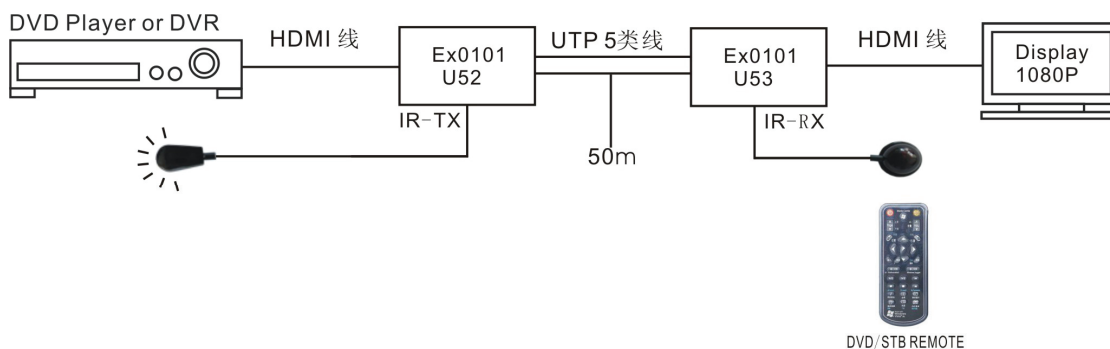 DVD Player or DVR
HDMI 线
Ex0101
U52
UTP 5类线
Ex0101
U53
HDMI 线
Display
1080P
IR-TX
IR-RX
50m
DVD/STB REMOTE